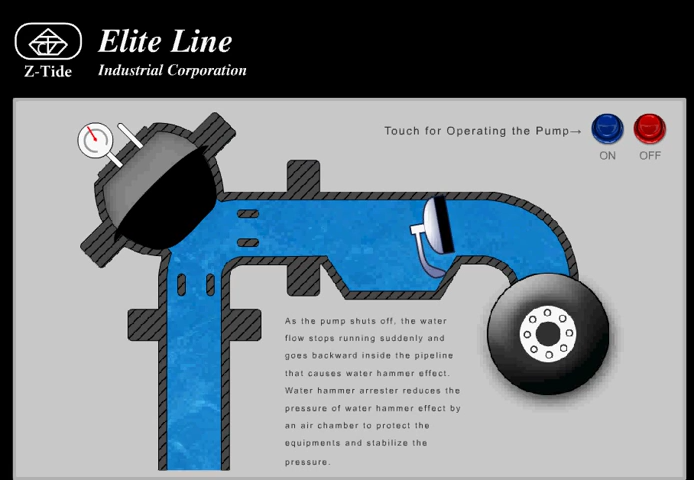 Elite Line
Z-Tide
Industrial Corporation
Touch for Operating the Pump→
ON
OFF
As the pump shuts off, the water
flow stops running suddenly and
goes backward inside the pipeline
that causes water hammer effect.
Water hammer arrester reduces the
pressure of water hammer effect by
an air chamber to protect the
equipments and stabilize the
pressure.